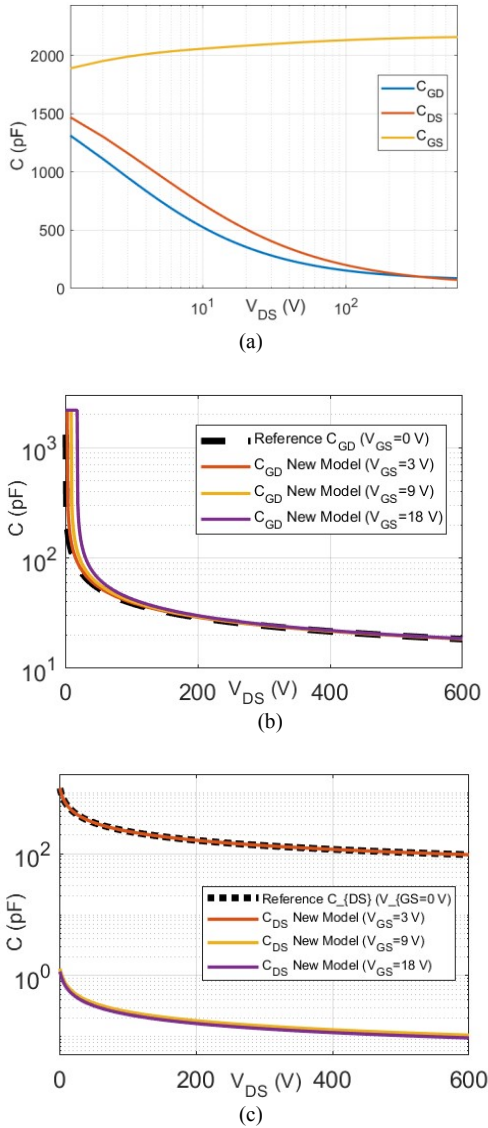 2000
1500
1000
500
0
C (pF)
C_GD
C_DS
C_GS
10^1
10^2
V_DS (V)
(a)
10^3
10^2
10^1
C (pF)
Reference C_GD (V_GS=0 V)
C_GD New Model (V_GS=3 V)
C_GD New Model (V_GS=9 V)
C_GD New Model (V_GS=18 V)
0
200
400
600
V_DS (V)
(b)
10^2
10^0
C (pF)
Reference C_{DS} (V_{GS=0 V)
C_DS New Model (V_GS=3 V)
C_DS New Model (V_GS=9 V)
C_DS New Model (V_GS=18 V)
0
200
400
600
V_DS (V)
(c)